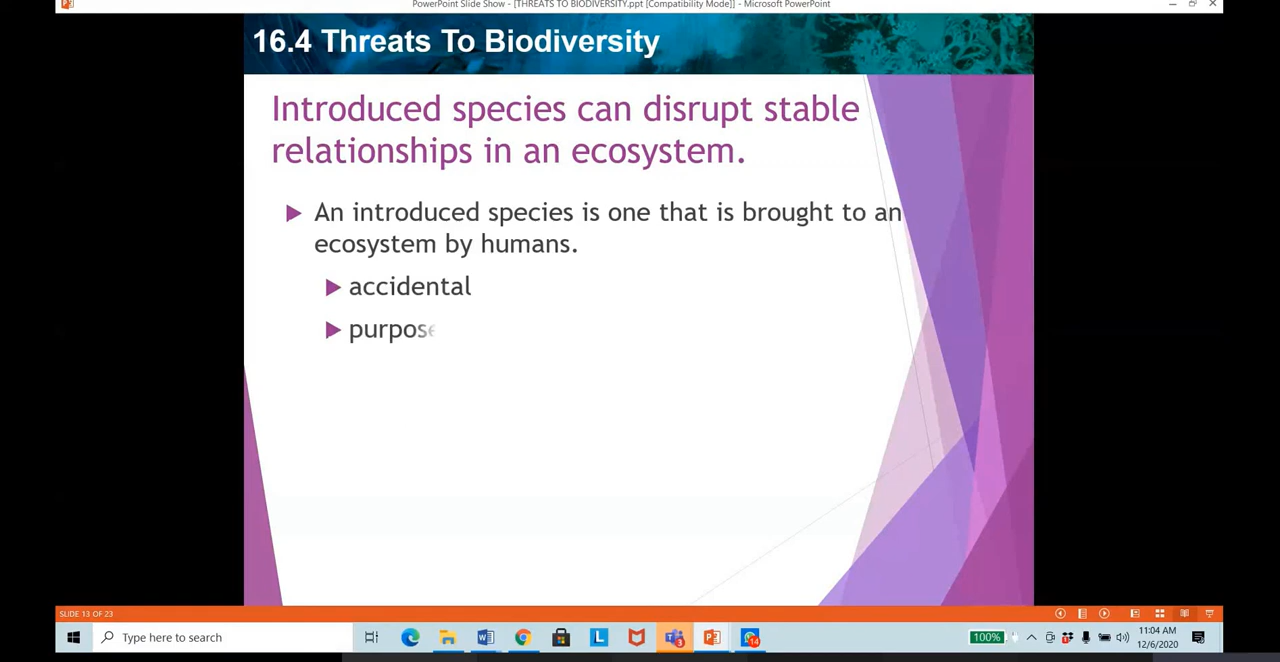 PowerPoint Slide Show - [THREATS TO BIODIVERSITY.ppt [Compatibility Mode]] - Microsoft PowerPoint
16.4 Threats To Biodiversity
Introduced species can disrupt stable
relationships in an ecosystem.
An introduced species is one that is brought to an
ecosystem by humans.
accidental
purpose
SLIDE 13 OF 23
Type here to search
100%
11:04 AM
12/6/2020